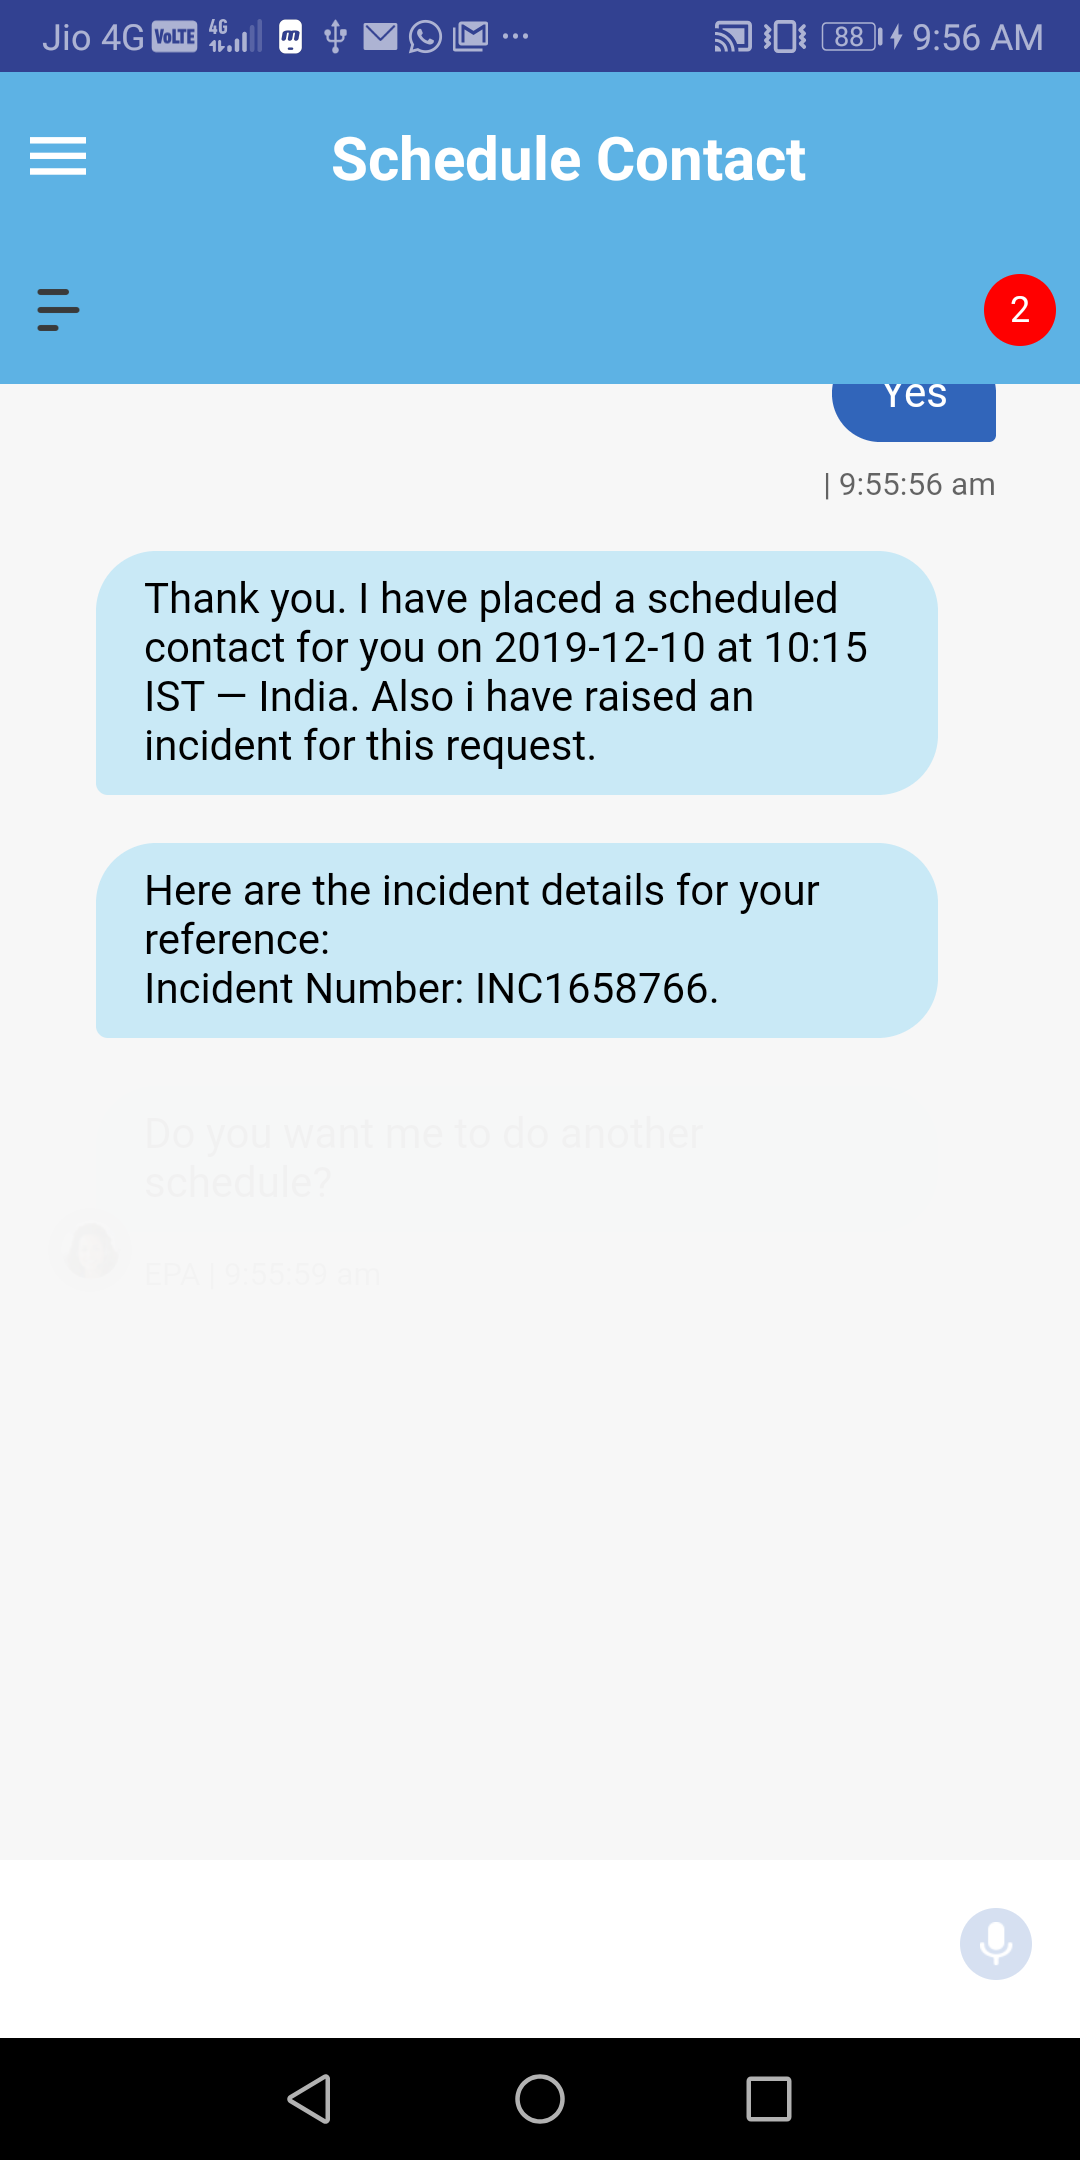 Jio 4G VoLTE 4G 88 9:56 AM
Schedule Contact
2
Yes
| 9:55:56 am
Thank you. I have placed a scheduled
contact for you on 2019-12-10 at 10:15
IST — India. Also i have raised an
incident for this request.
Here are the incident details for your
reference:
Incident Number: INC1658766.
Do you want me to do another
schedule?
EPA | 9:55:59 am